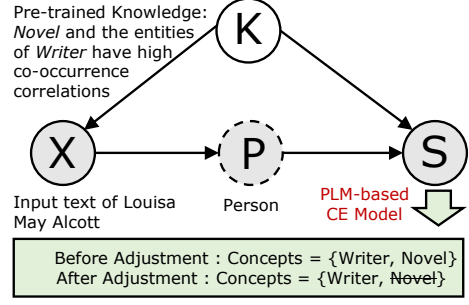 Pre-trained Knowledge:
Novel and the entities
of Writer have high
co-occurrence
correlations
K
X
P
S
Input text of Louisa
May Alcott
Person
PLM-based
CE Model
Before Adjustment : Concepts = {Writer, Novel}
After Adjustment : Concepts = {Writer, Novel}